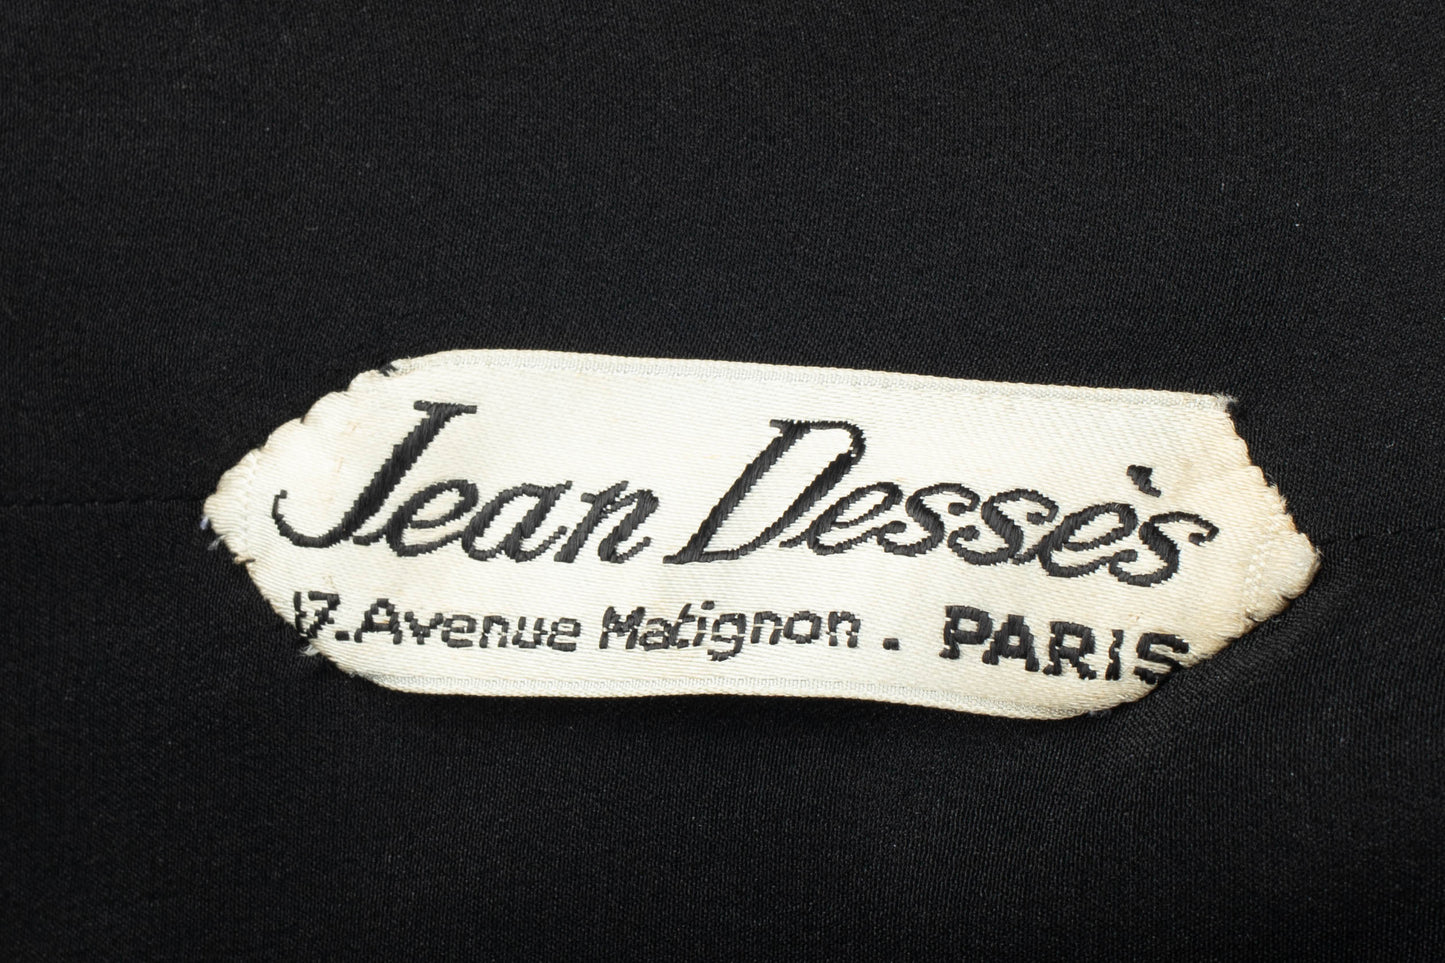 Jean Dessès
17.Avenue Matignon . PARIS